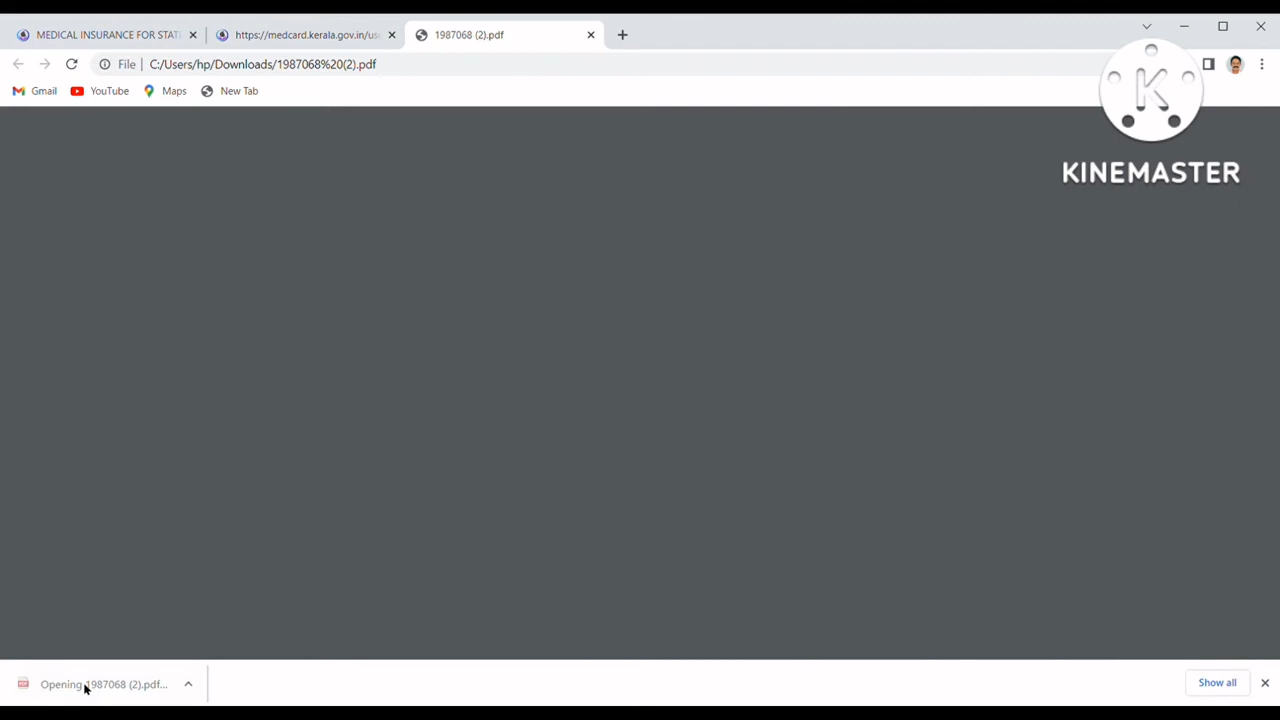 MEDICAL INSURANCE FOR STAT
https://medcard.kerala.gov.in/use
1987068 (2).pdf
File C:/Users/hp/Downloads/1987068%20(2).pdf
Gmail YouTube Maps New Tab
K
KINEMASTER
Opening 1987068 (2).pdf...
Show all